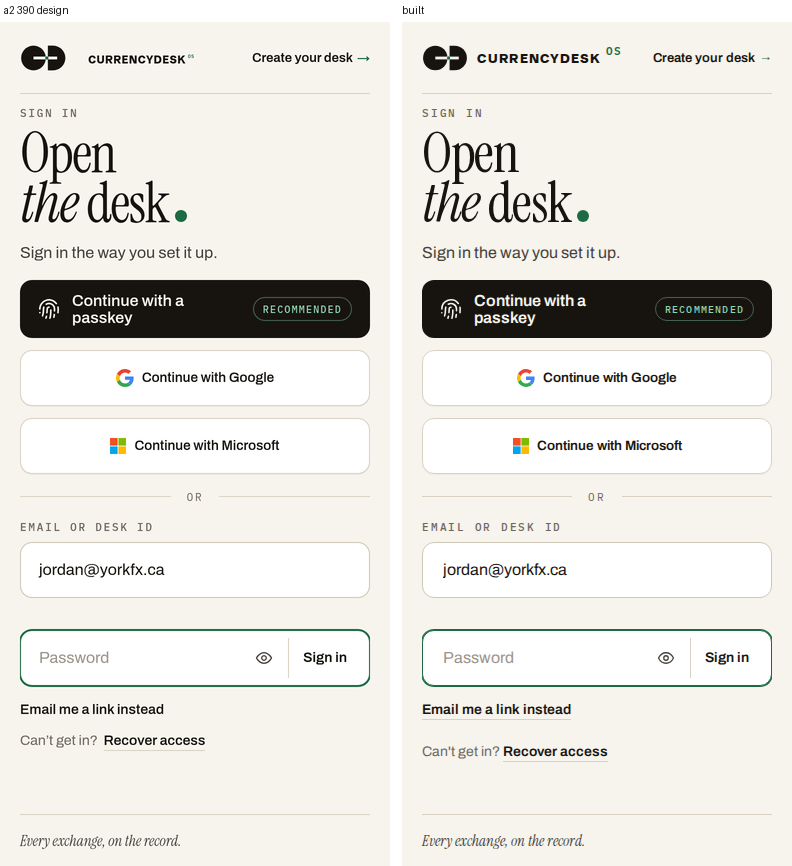 a2 390 design
CURRENCYDESK OS
Create your desk →
SIGN IN
Open
the desk.
Sign in the way you set it up.
Continue with a
passkey
RECOMMENDED
Continue with Google
Continue with Microsoft
OR
EMAIL OR DESK ID
jordan@yorkfx.ca
Password
Sign in
Email me a link instead
Can’t get in? Recover access
Every exchange, on the record.
built
CURRENCYDESK OS
Create your desk →
SIGN IN
Open
the desk.
Sign in the way you set it up.
Continue with a
passkey
RECOMMENDED
Continue with Google
Continue with Microsoft
OR
EMAIL OR DESK ID
jordan@yorkfx.ca
Password
Sign in
Email me a link instead
Can't get in? Recover access
Every exchange, on the record.